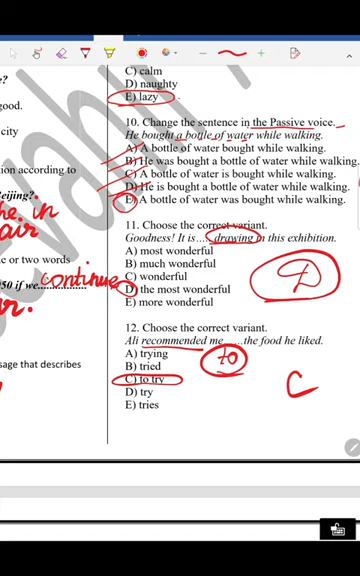 e?
good.
city
tion according to
Beijing?
he in
air
e or two words
050 if we................
continue
r.
sage that describes
C) calm
D) naughty
E) lazy
10. Change the sentence in the Passive voice.
He bought a bottle of water while walking.
A) A bottle of water bought while walking.
B) He was bought a bottle of water while walking.
C) A bottle of water is bought while walking.
D) He is bought a bottle of water while walking.
E) A bottle of water was bought while walking.
11. Choose the correct variant.
Goodness! It is.... drawing in this exhibition.
A) most wonderful
B) much wonderful
C) wonderful
D) the most wonderful
E) more wonderful
D
12. Choose the correct variant.
Ali recommended me.....the food he liked.
A) trying
B) tried
C) to try
D) try
E) tries
to
C